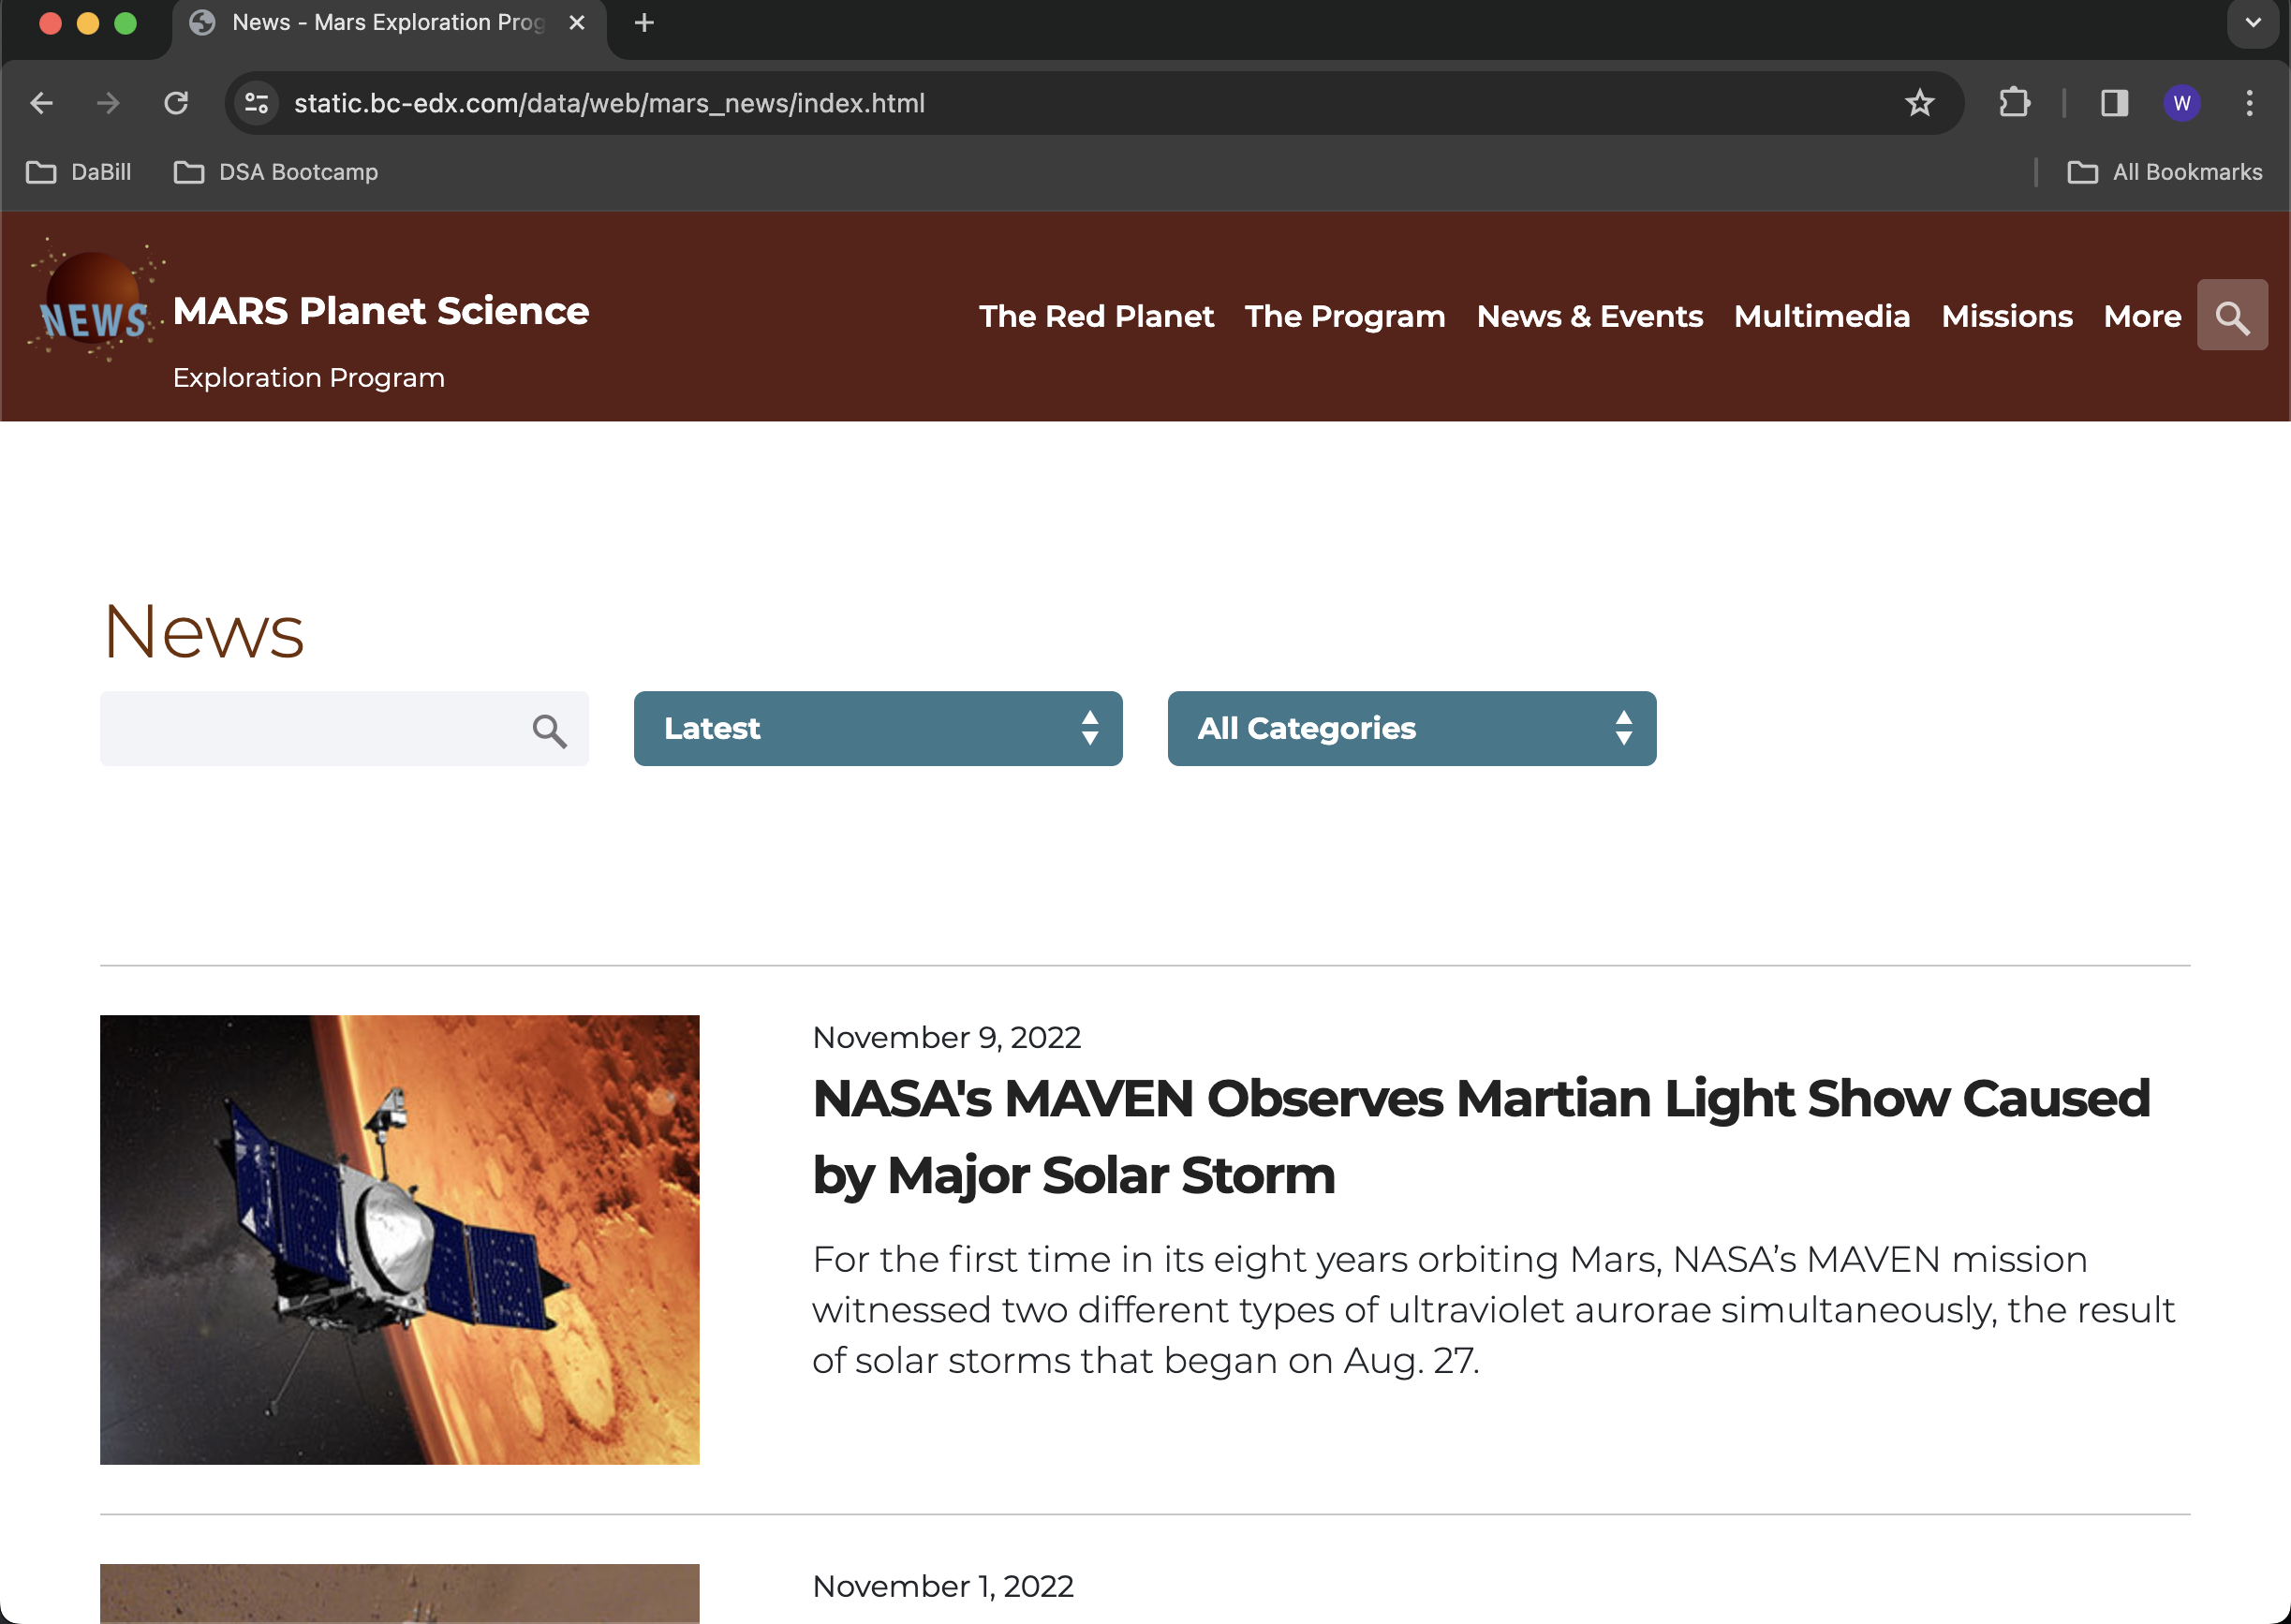 News - Mars Exploration Prog
static.bc-edx.com/data/web/mars_news/index.html
W
DaBill
DSA Bootcamp
All Bookmarks
NEWS
MARS Planet Science
Exploration Program
The Red Planet
The Program
News & Events
Multimedia
Missions
More
News
Latest
All Categories
November 9, 2022
NASA's MAVEN Observes Martian Light Show Caused
by Major Solar Storm
For the first time in its eight years orbiting Mars, NASA’s MAVEN mission
witnessed two different types of ultraviolet aurorae simultaneously, the result
of solar storms that began on Aug. 27.
November 1, 2022